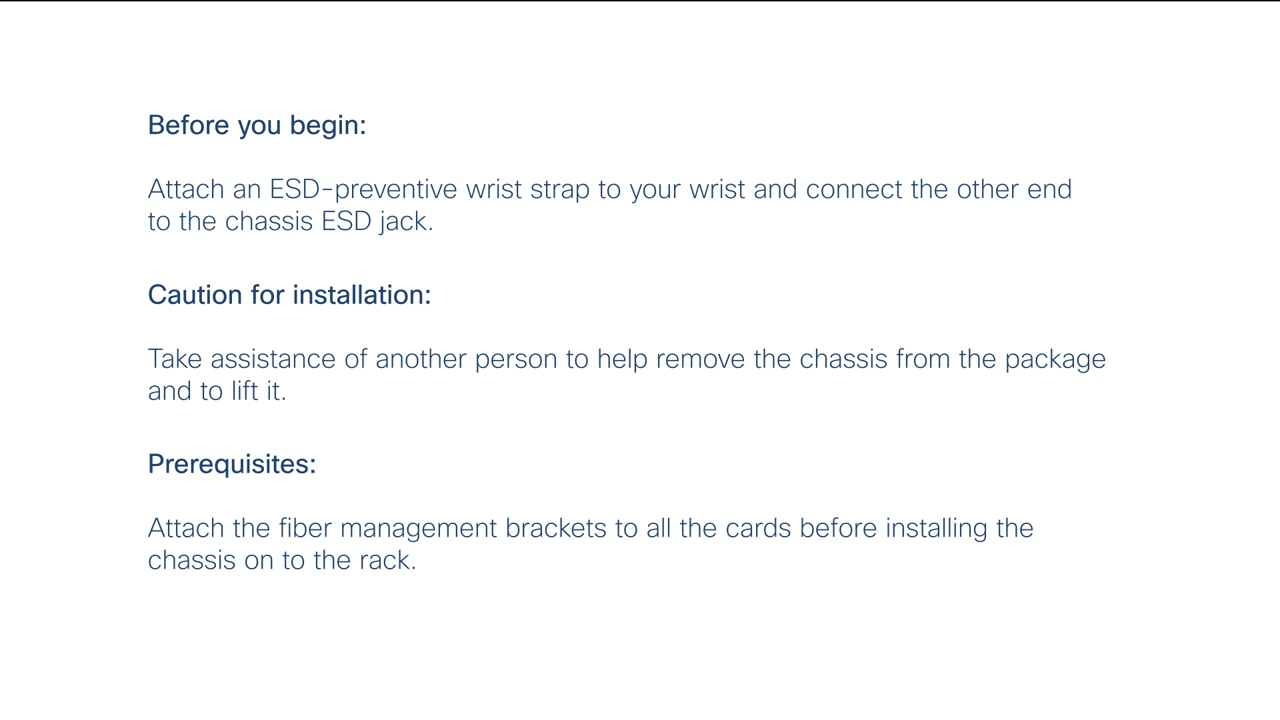 Before you begin:
Attach an ESD-preventive wrist strap to your wrist and connect the other end
to the chassis ESD jack.
Caution for installation:
Take assistance of another person to help remove the chassis from the package
and to lift it.
Prerequisites:
Attach the fiber management brackets to all the cards before installing the
chassis on to the rack.